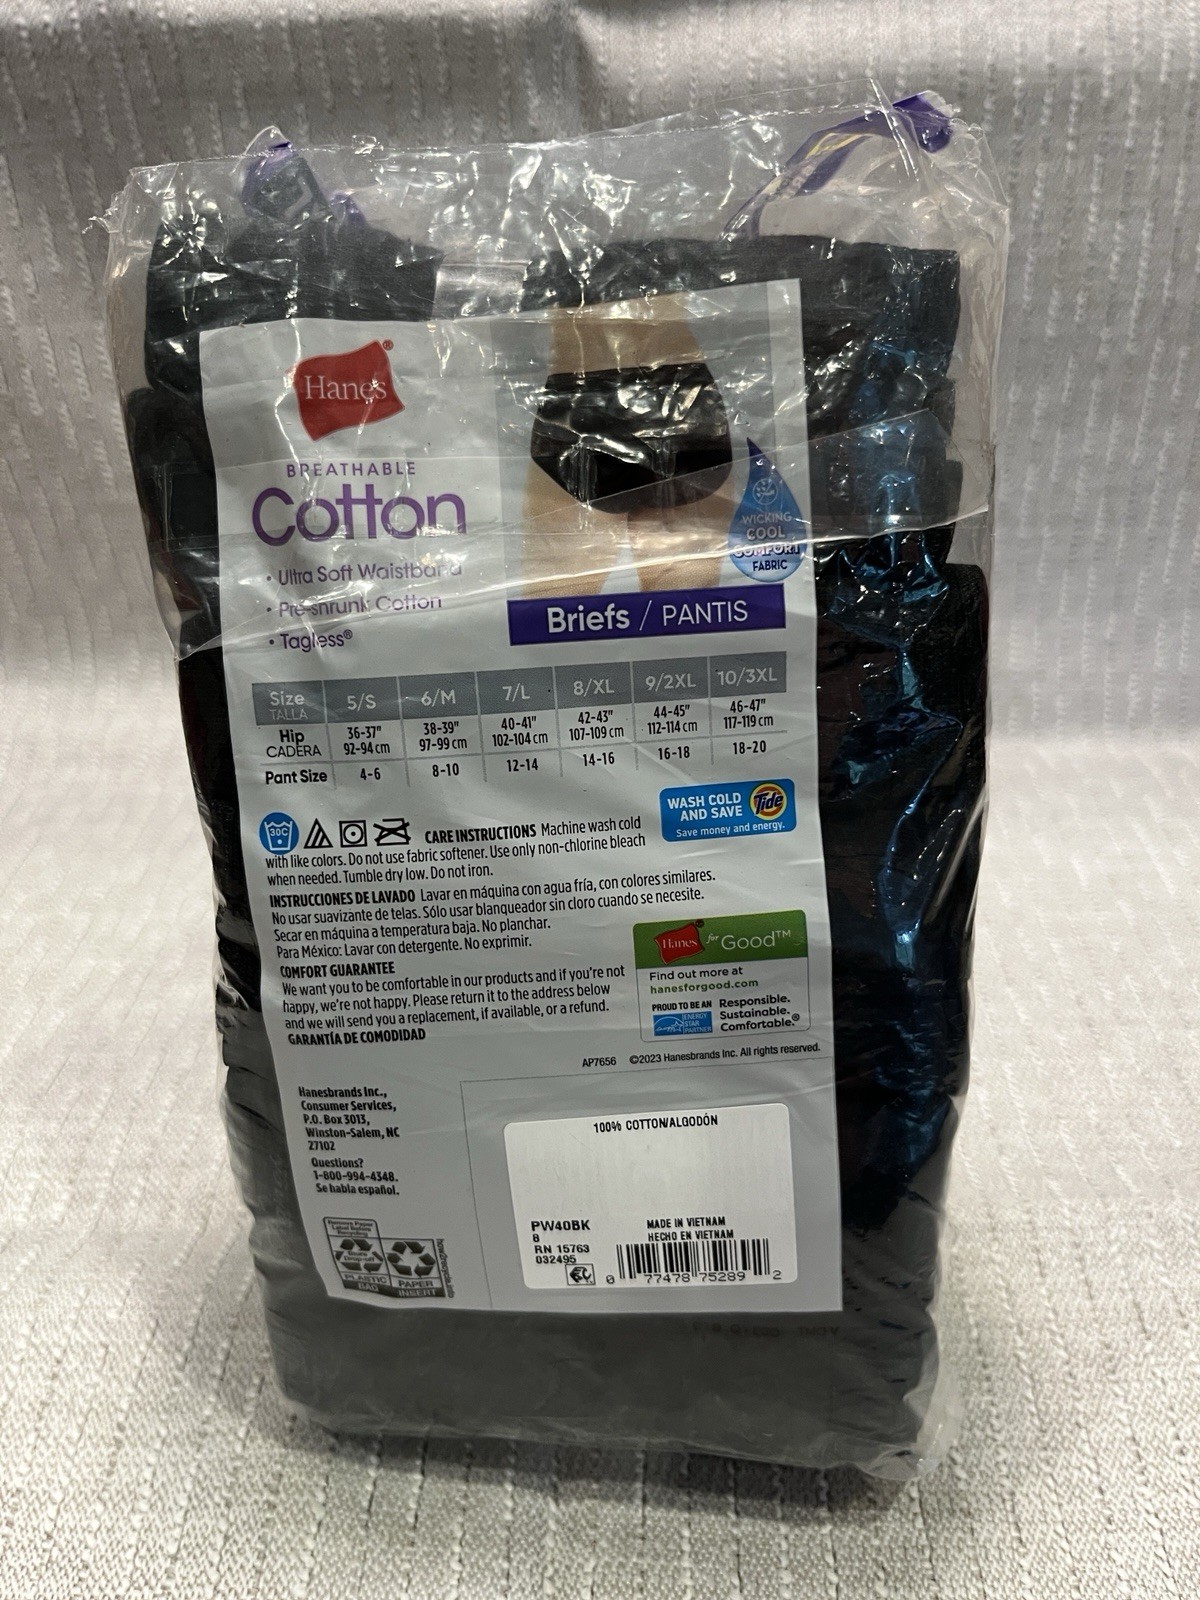 Hanes®
BREATHABLE
Cotton
• Ultra Soft Waistband
• Pre-shrunk Cotton
• Tagless®
WICKING
COOL
COMFORT
FABRIC
Briefs / PANTIS
Size TALLA 5/S 6/M 7/L 8/XL 9/2XL 10/3XL
Hip CADERA 36-37" 38-39" 40-41" 42-43" 44-45" 46-47"
92-94 cm 97-99 cm 102-104 cm 107-109 cm 112-114 cm 117-119 cm
Pant Size 4-6 8-10 12-14 14-16 16-18 18-20
WASH COLD
AND SAVE
Tide
Save money and energy.
30C
CARE INSTRUCTIONS Machine wash cold
with like colors. Do not use fabric softener. Use only non-chlorine bleach
when needed. Tumble dry low. Do not iron.
INSTRUCCIONES DE LAVADO Lavar en máquina con agua fría, con colores similares.
No usar suavizante de telas. Sólo usar blanqueador sin cloro cuando se necesite.
Secar en máquina a temperatura baja. No planchar.
Para México: Lavar con detergente. No exprimir.
COMFORT GUARANTEE
We want you to be comfortable in our products and if you're not
happy, we're not happy. Please return it to the address below
and we will send you a replacement, if available, or a refund.
GARANTÍA DE COMODIDAD
Hanes for Good™
Find out more at
hanesforgood.com
PROUD TO BE AN
ENERGY
STAR
PARTNER
Responsible.
Sustainable.
Comfortable.®
AP7656 ©2023 Hanesbrands Inc. All rights reserved.
Hanesbrands Inc.,
Consumer Services,
P.O. Box 3013,
Winston-Salem, NC
27102
Questions?
1-800-994-4348.
Se habla español.
Remove Paper
Label Before
Recycling
PLASTIC
BAG
PAPER
INSERT
how2recycle.info
100% COTTON/ALGODÓN
PW40BK
8
RN 15763
032495
MADE IN VIETNAM
HECHO EN VIETNAM
0 77478 75289 2